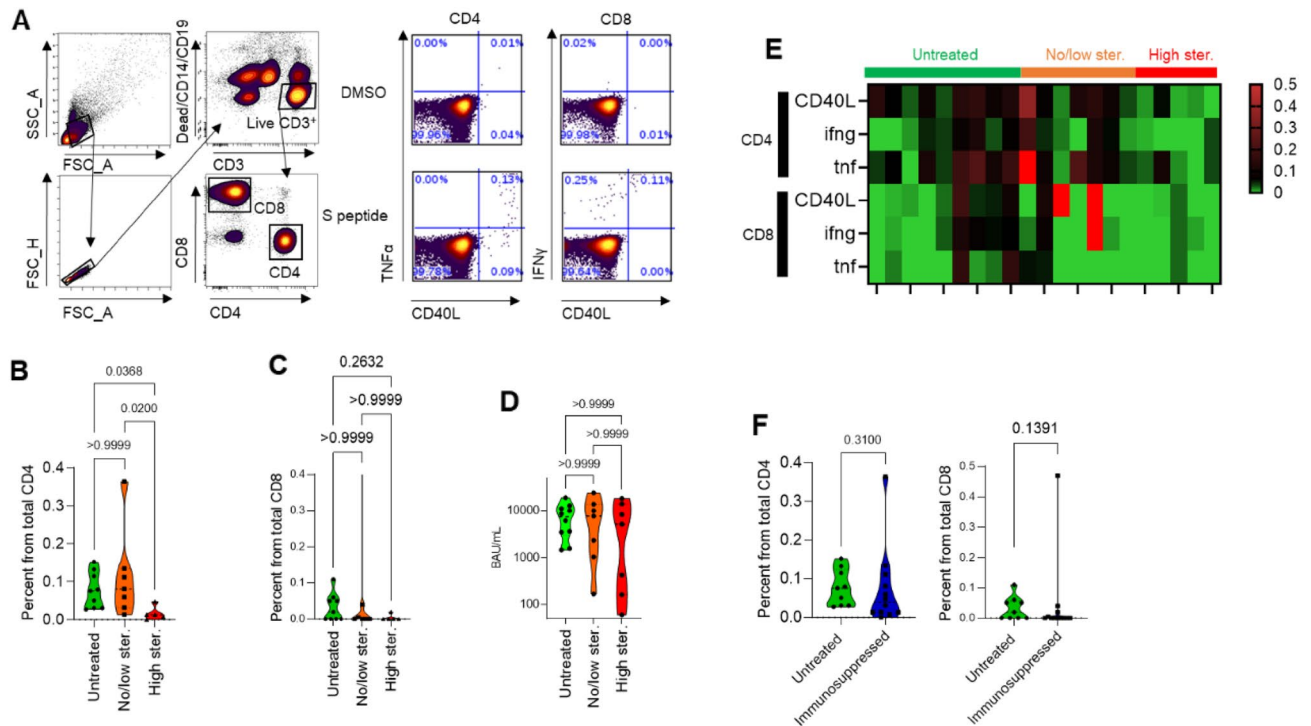 A
SSC_A
FSC_A
Dead/CD14/CD19
Live CD3+
CD3
FSC_H
FSC_A
CD8
CD8
CD4
CD4
CD4
CD8
DMSO
0.00%
0.01%
99.96%
0.04%
0.02%
0.00%
99.98%
0.01%
S peptide
0.00%
0.13%
99.78%
0.09%
0.25%
0.11%
99.64%
0.00%
TNFα
CD40L
IFNγ
CD40L
E
Untreated
No/low ster.
High ster.
CD4
CD40L
ifng
tnf
CD8
CD40L
ifng
tnf
0.5
0.4
0.3
0.2
0.1
0
B
0.0368
0.0200
>0.9999
Percent from total CD4
0.4
0.3
0.2
0.1
0.0
Untreated
No/low ster.
High ster.
C
0.2632
>0.9999
>0.9999
Percent from total CD8
0.4
0.3
0.2
0.1
0.0
Untreated
No/low ster.
High ster.
D
>0.9999
>0.9999
>0.9999
BAU/mL
10000
1000
100
Untreated
No/low ster.
High ster.
F
0.3100
Percent from total CD4
0.4
0.3
0.2
0.1
0.0
Untreated
Immunosuppressed
0.1391
Percent from total CD8
0.5
0.4
0.3
0.2
0.1
0.0
Untreated
Immunosuppressed